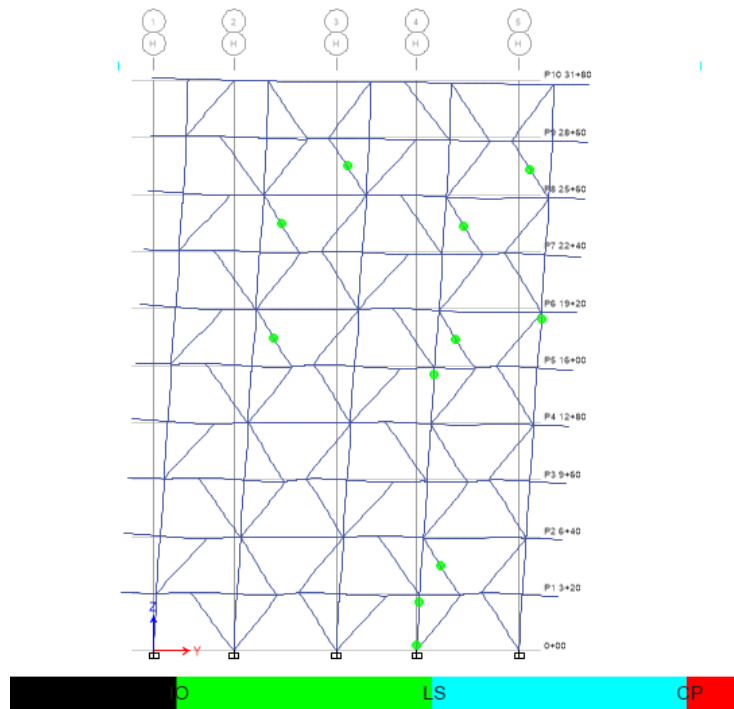 1 2 3 4 5
H H H H H
P10 31+80
P9 28+60
P8 25+60
P7 22+40
P6 19+20
P5 16+00
P4 12+80
P3 9+60
P2 6+40
P1 3+20
Z
Y
0+00
IO LS CP